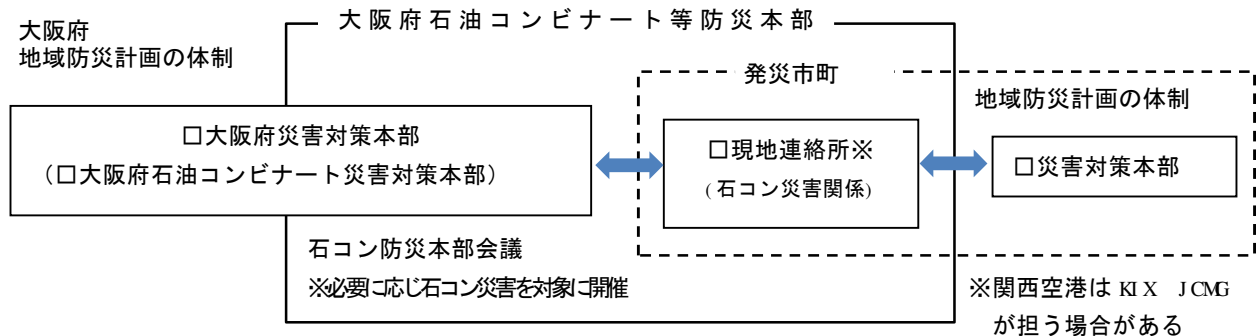 大阪府石油コンビナート等防災本部
大阪府
地域防災計画の体制
発災市町
地域防災計画の体制
□大阪府災害対策本部
(□大阪府石油コンビナート災害対策本部)
□現地連絡所※
(石コン災害関係)
□災害対策本部
石コン防災本部会議
※必要に応じ石コン災害を対象に開催
※関西空港は KIX JCMG
が担う場合がある